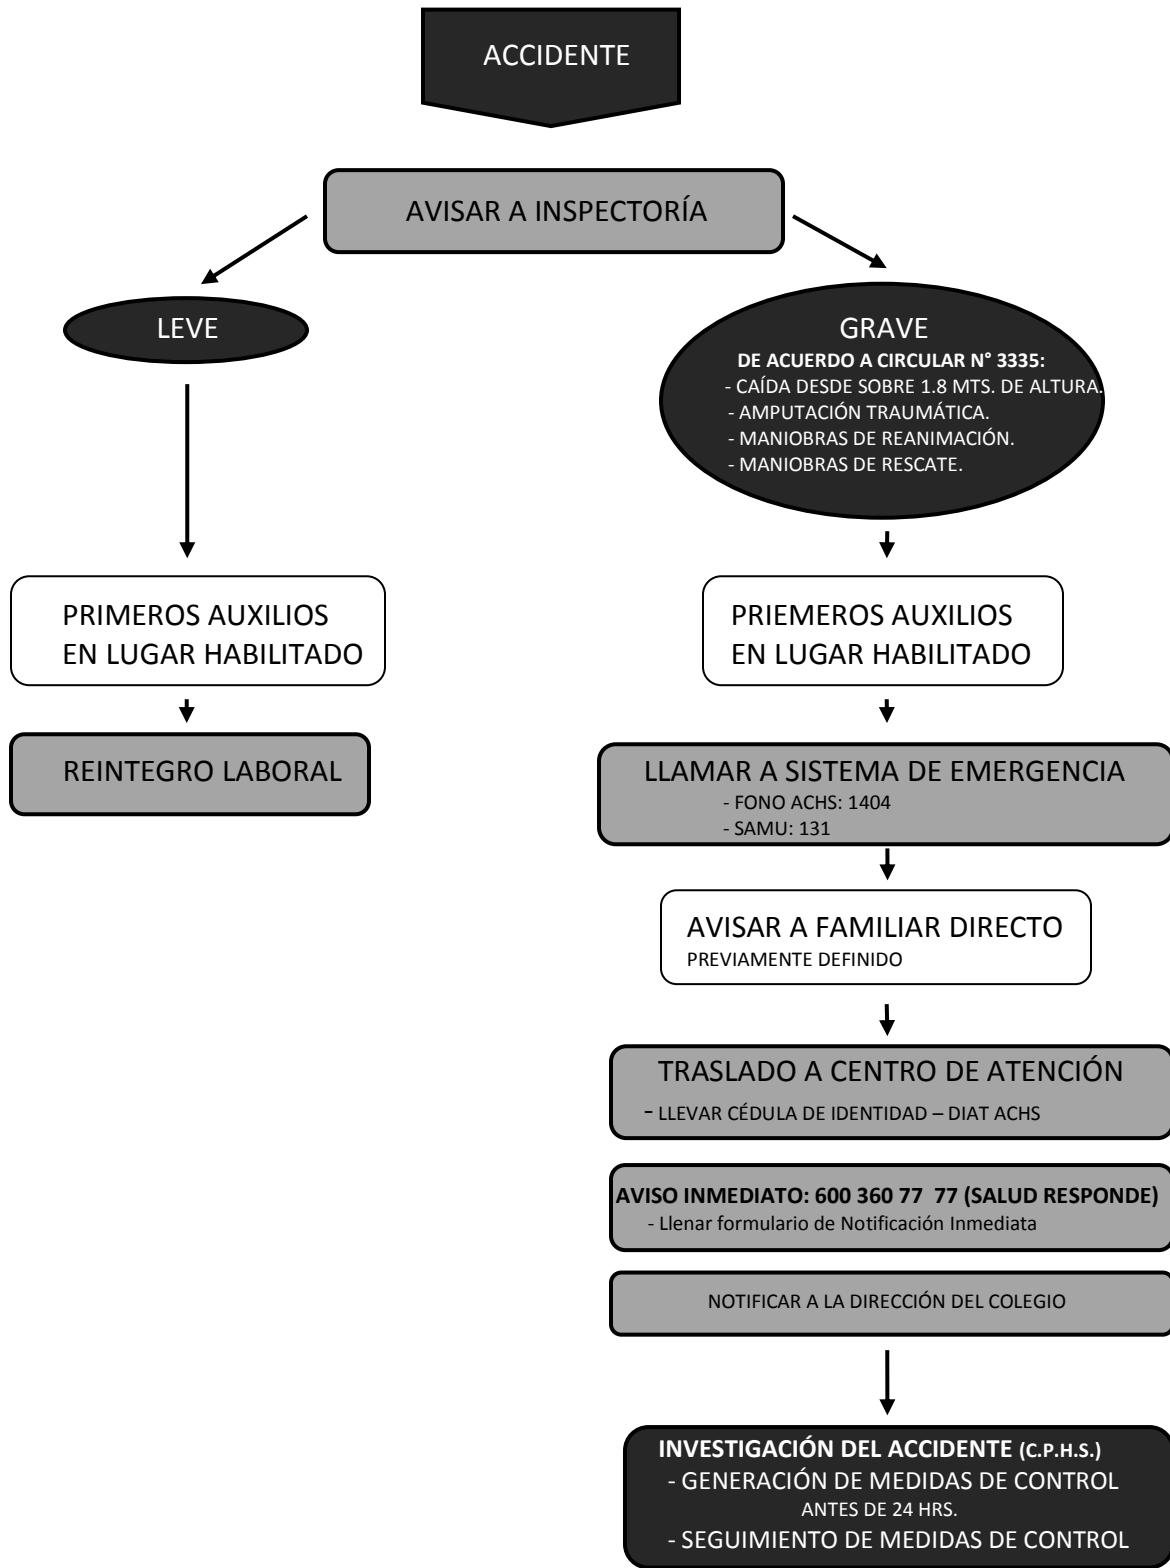 ACCIDENTE
AVISAR A INSPECTORÍA
LEVE
GRAVE
DE ACUERDO A CIRCULAR N° 3335:
- CAÍDA DESDE SOBRE 1.8 MTS. DE ALTURA.
- AMPUTACIÓN TRAUMÁTICA.
- MANIOBRAS DE REANIMACIÓN.
- MANIOBRAS DE RESCATE.
PRIMEROS AUXILIOS
EN LUGAR HABILITADO
PRIEMEROS AUXILIOS
EN LUGAR HABILITADO
REINTEGRO LABORAL
LLAMAR A SISTEMA DE EMERGENCIA
- FONO ACHS: 1404
- SAMU: 131
AVISAR A FAMILIAR DIRECTO
PREVIAMENTE DEFINIDO
TRASLADO A CENTRO DE ATENCIÓN
- LLEVAR CÉDULA DE IDENTIDAD – DIAT ACHS
AVISO INMEDIATO: 600 360 77 77 (SALUD RESPONDE)
- Llenar formulario de Notificación Inmediata
NOTIFICAR A LA DIRECCIÓN DEL COLEGIO
INVESTIGACIÓN DEL ACCIDENTE (C.P.H.S.)
- GENERACIÓN DE MEDIDAS DE CONTROL
ANTES DE 24 HRS.
- SEGUIMIENTO DE MEDIDAS DE CONTROL